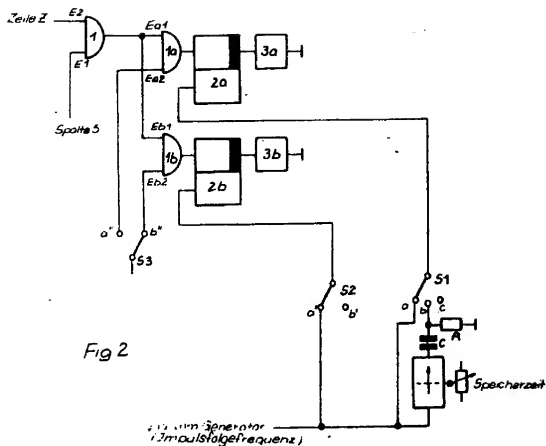 Zeile Z
E2
1
E1
Spalte S
Ea1
1a
Ea2
2a
3a
Eb1
1b
Eb2
2b
3b
a"
b"
S3
S2
a'
b'
S1
a
b
c
A
C
Speicherzeit
Fig 2
Generator
(Impulsfolgefrequenz)